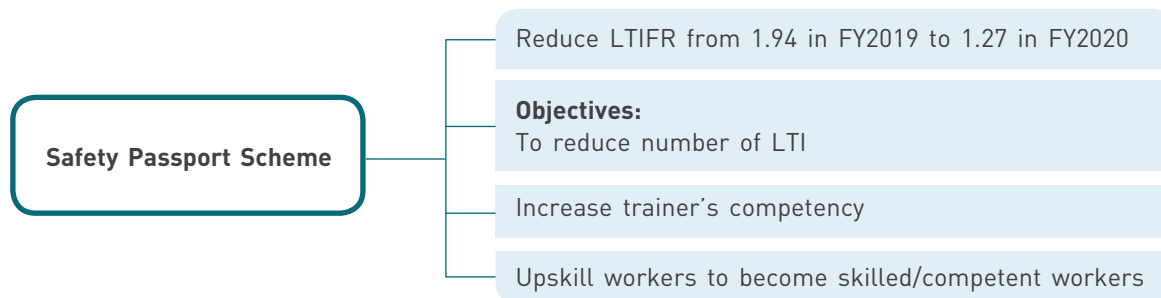 Safety Passport Scheme
Reduce LTIFR from 1.94 in FY2019 to 1.27 in FY2020
Objectives:
To reduce number of LTI
Increase trainer's competency
Upskill workers to become skilled/competent workers